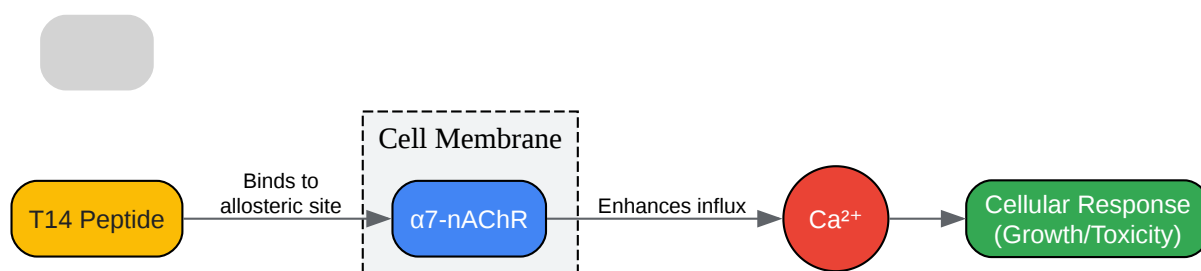 Cell Membrane
T14 Peptide
Binds to
allosteric site
α7-nAChR
Enhances influx
Ca²⁺
Cellular Response
(Growth/Toxicity)